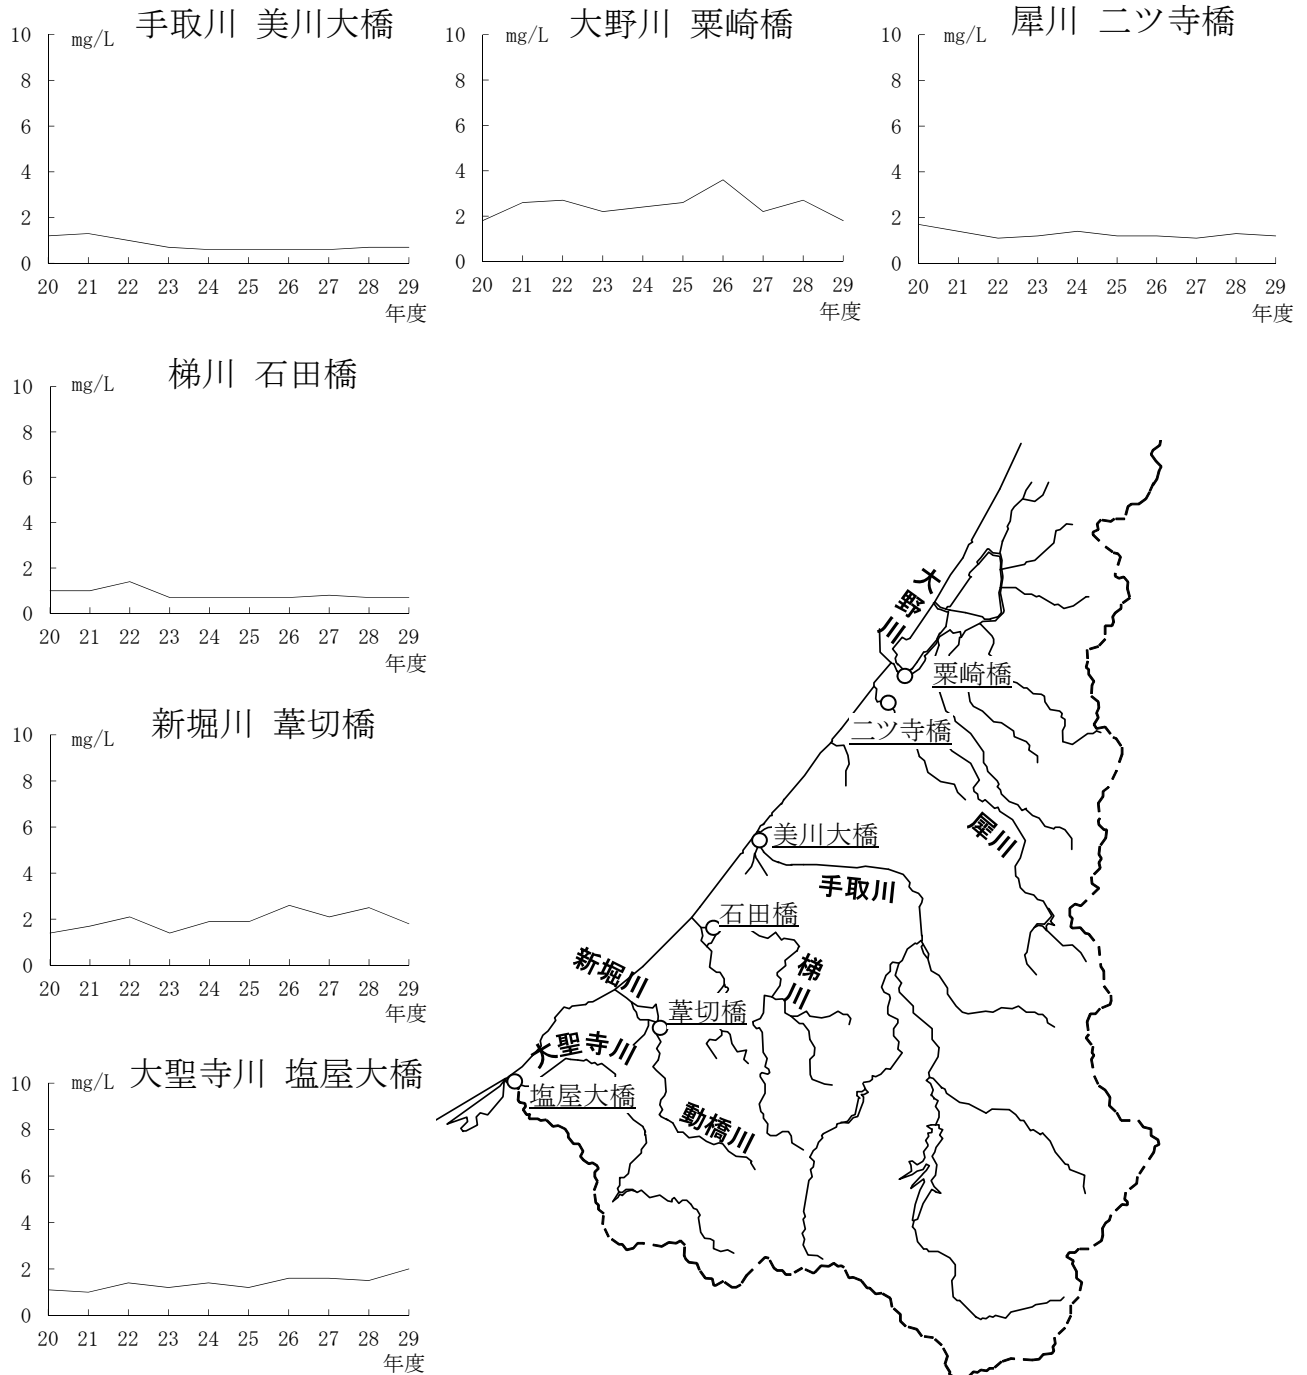 手取川 美川大橋
mg/L
10
8
6
4
2
0
20 21 22 23 24 25 26 27 28 29
年度
大野川 粟崎橋
mg/L
10
8
6
4
2
0
20 21 22 23 24 25 26 27 28 29
年度
犀川 二ツ寺橋
mg/L
10
8
6
4
2
0
20 21 22 23 24 25 26 27 28 29
年度
梯川 石田橋
mg/L
10
8
6
4
2
0
20 21 22 23 24 25 26 27 28 29
年度
新堀川 葦切橋
mg/L
10
8
6
4
2
0
20 21 22 23 24 25 26 27 28 29
年度
大聖寺川 塩屋大橋
mg/L
10
8
6
4
2
0
20 21 22 23 24 25 26 27 28 29
年度
大野川
粟崎橋
二ツ寺橋
犀川
美川大橋
手取川
石田橋
梯川
新堀川
葦切橋
大聖寺川
塩屋大橋
動橋川